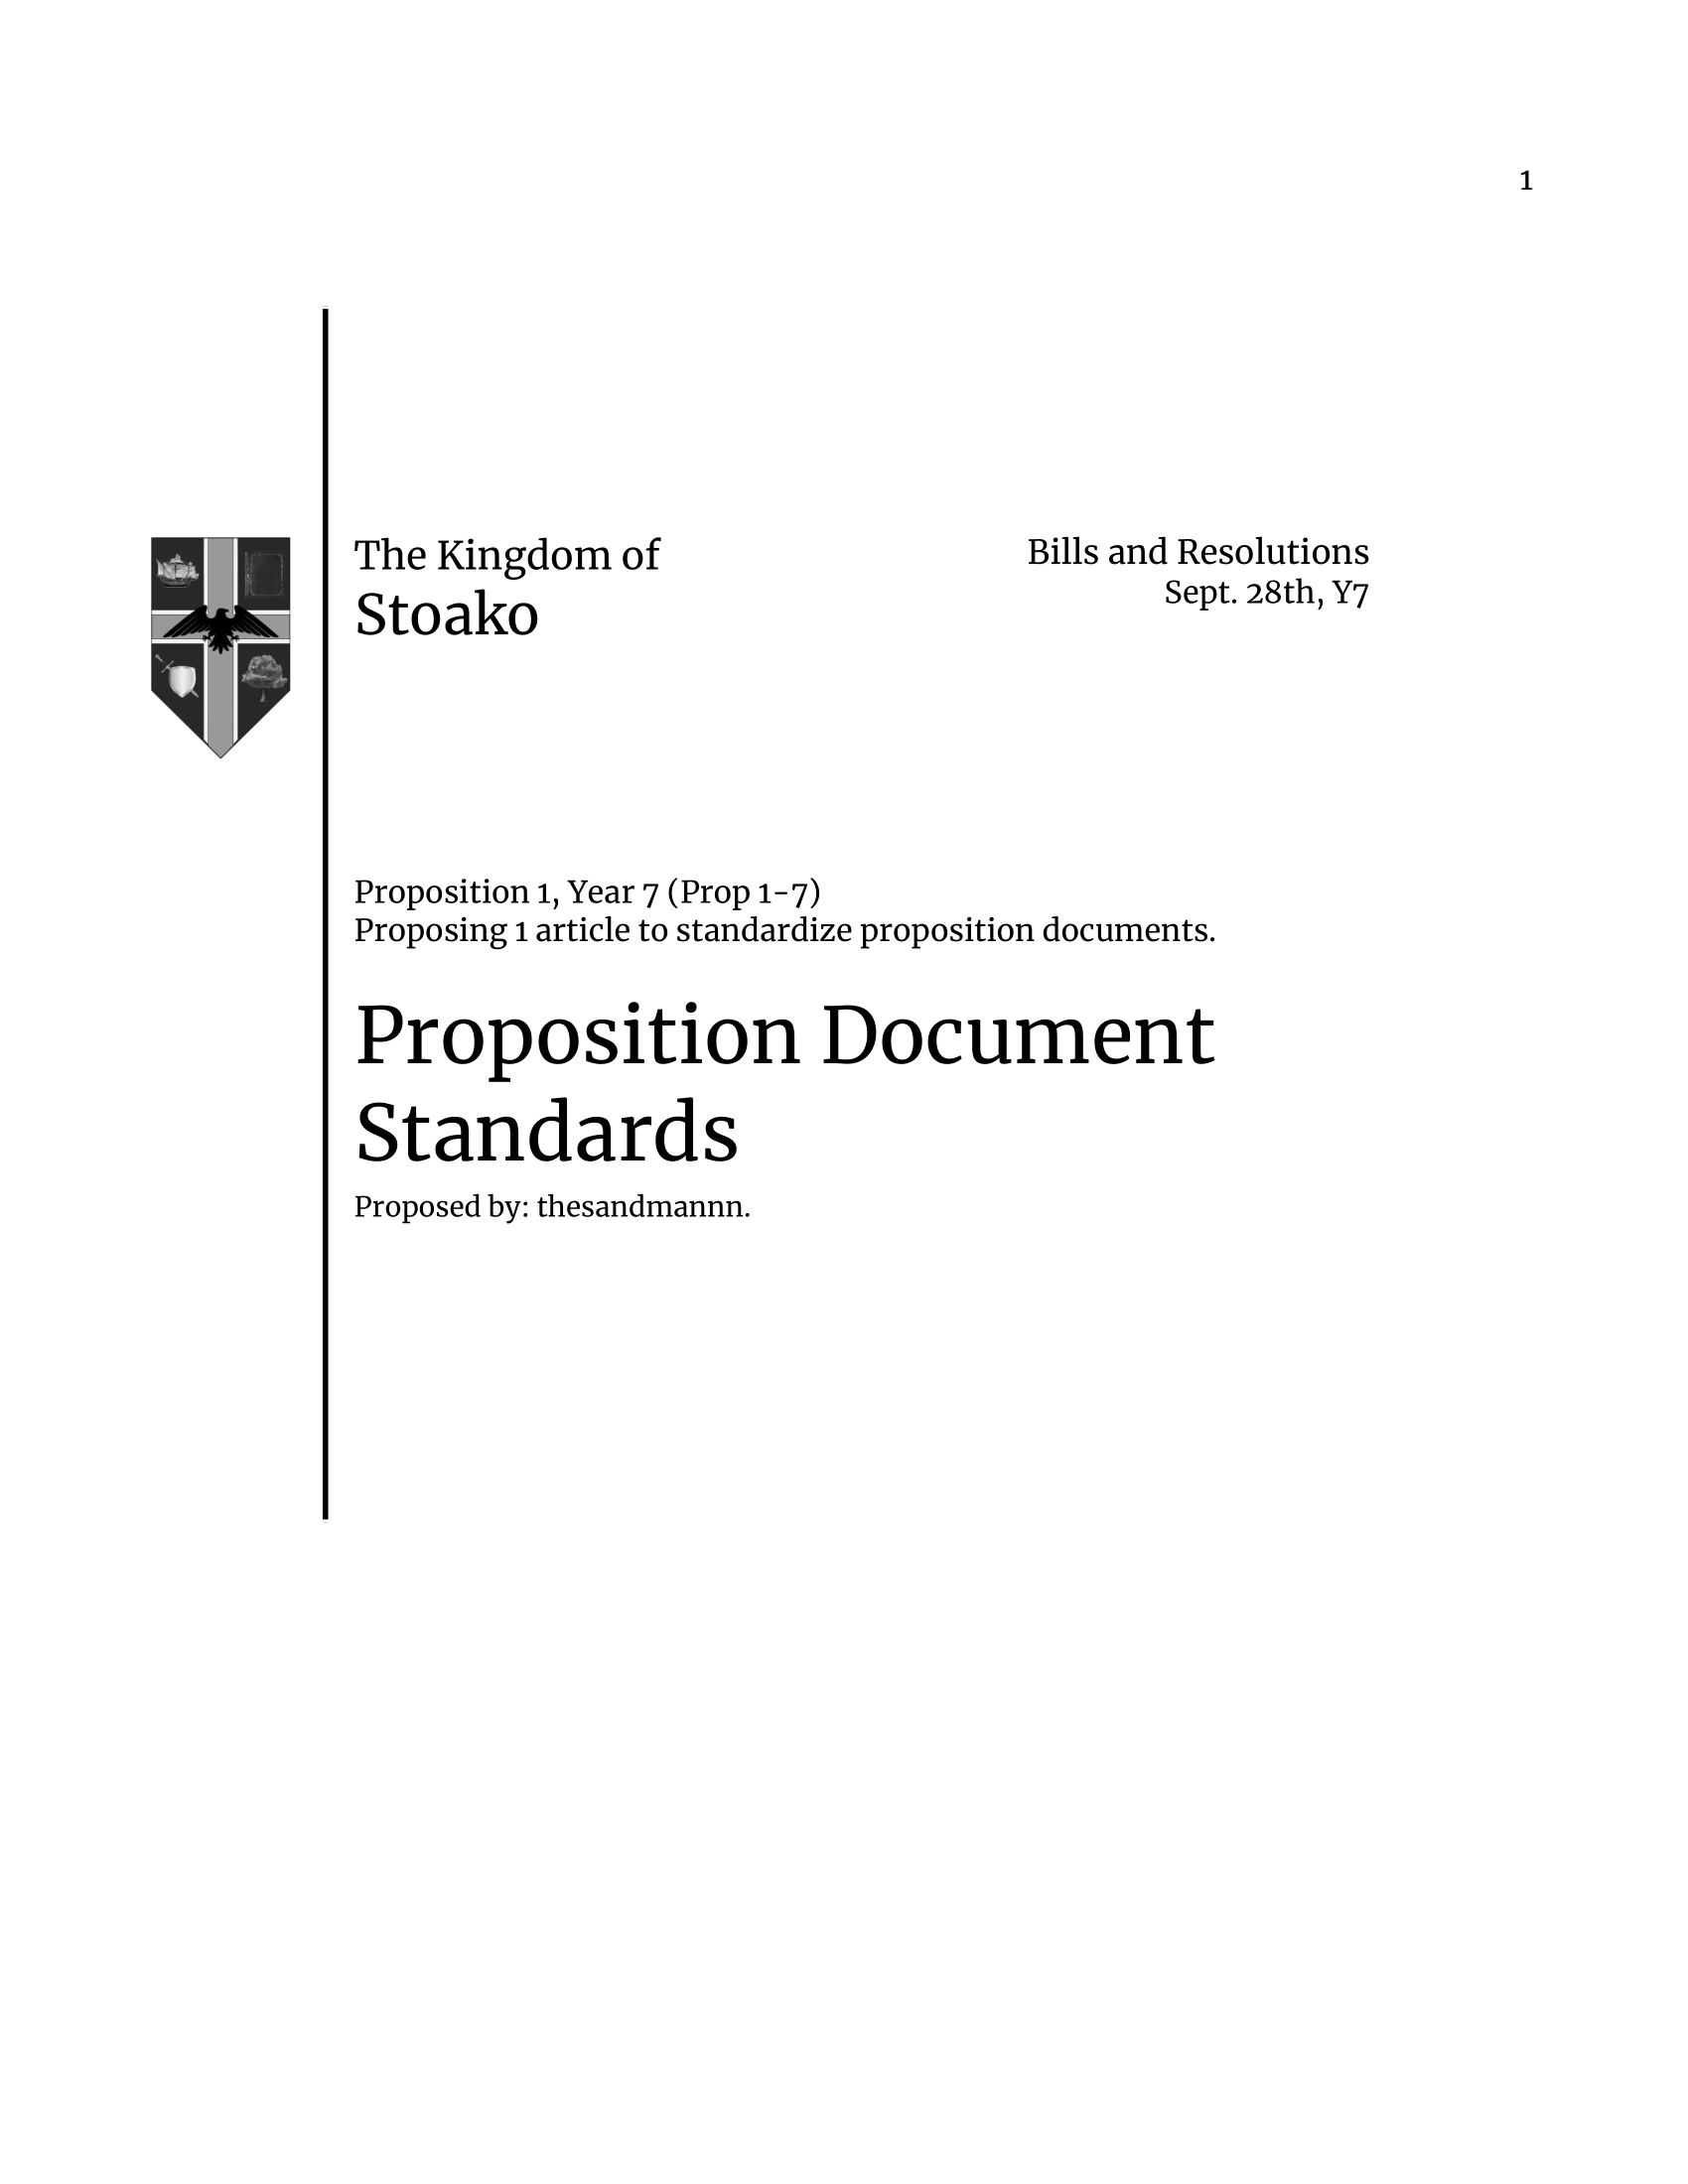 1
The Kingdom of
Stoako
Bills and Resolutions
Sept. 28th, Y7
Proposition 1, Year 7 (Prop 1-7)
Proposing 1 article to standardize proposition documents.
Proposition Document
Standards
Proposed by: thesandmannn.